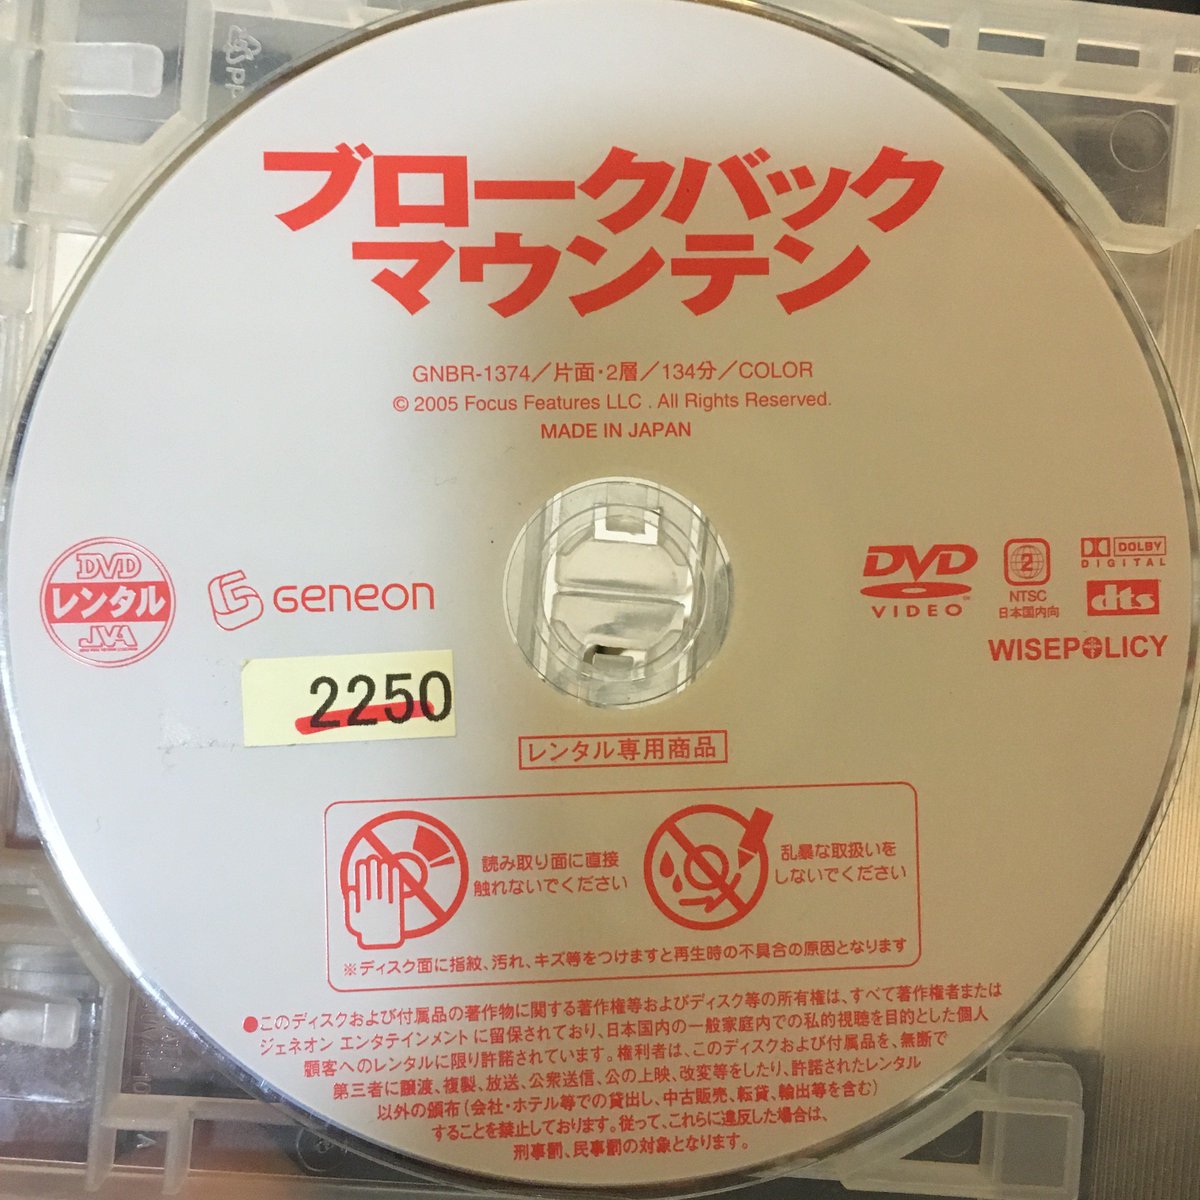 ブロークバック
マウンテン
GNBR-1374／片面・2層／134分／COLOR
© 2005 Focus Features LLC . All Rights Reserved.
MADE IN JAPAN
DVD
レンタル
JVA
GENEON
DVD
VIDEO
2
NTSC
日本国内向
DOLBY
DIGITAL
dts
WISEPOLICY
2250
レンタル専用商品
読み取り面に直接
触れないでください
乱暴な取扱いを
しないでください
※ディスク面に指紋、汚れ、キズ等をつけますと再生時の不具合の原因となります
●このディスクおよび付属品の著作物に関する著作権等およびディスク等の所有権は、すべて著作権者または
ジェネオン エンタテインメントに留保されており、日本国内の一般家庭内での私的視聴を目的とした個人
顧客へのレンタルに限り許諾されています。権利者は、このディスクおよび付属品を、無断で
第三者に譲渡、複製、放送、公衆送信、公の上映、改変等をしたり、許諾されたレンタル
以外の頒布（会社・ホテル等での貸出し、中古販売、転貸、輸出等を含む）
することを禁止しております。従って、これらに違反した場合は、
刑事罰、民事罰の対象となります。